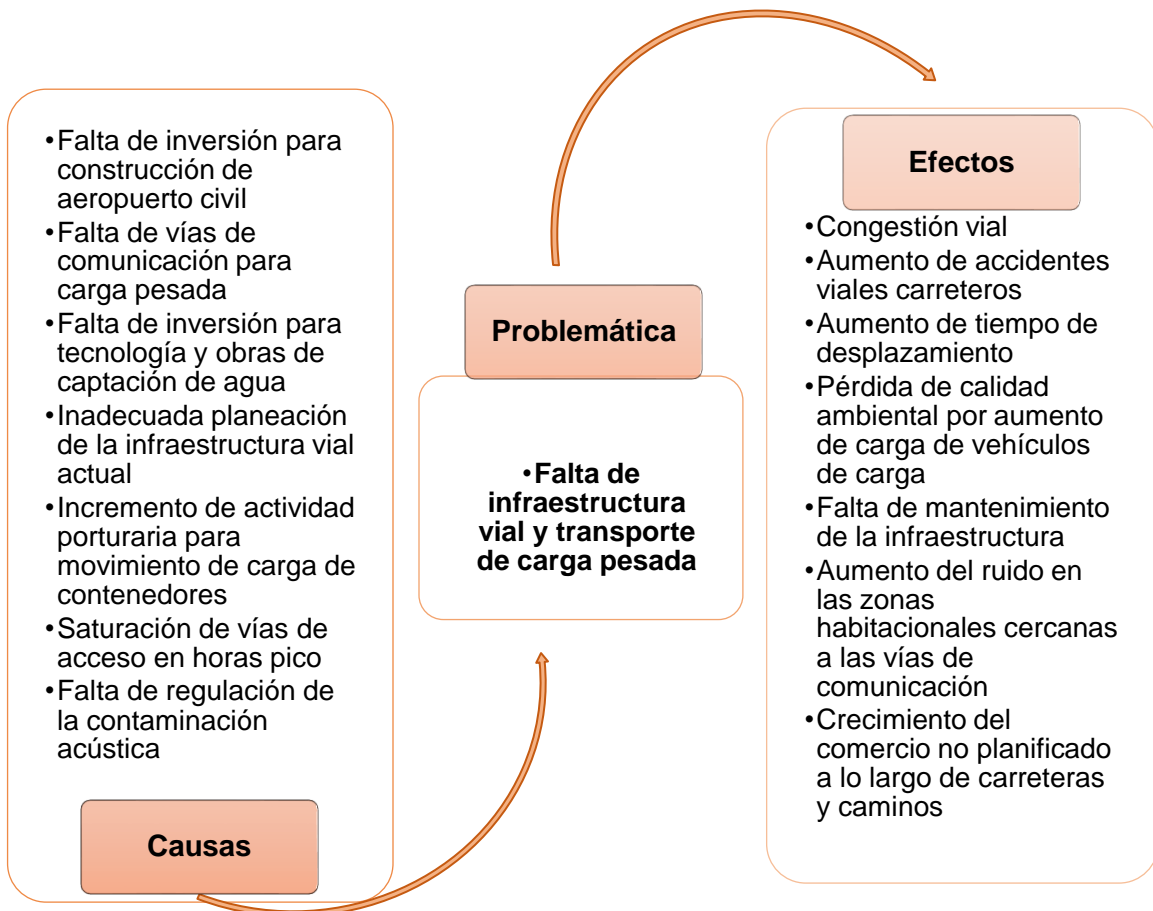 •Falta de inversión para
construcción de
aeropuerto civil
•Falta de vías de
comunicación para
carga pesada
•Falta de inversión para
tecnología y obras de
captación de agua
•Inadecuada planeación
de la infraestructura vial
actual
•Incremento de actividad
porturaria para
movimiento de carga de
contenedores
•Saturación de vías de
acceso en horas pico
•Falta de regulación de
la contaminación
acústica
Causas
Problemática
•Falta de
infraestructura
vial y transporte
de carga pesada
Efectos
•Congestión vial
•Aumento de accidentes
viales carreteros
•Aumento de tiempo de
desplazamiento
•Pérdida de calidad
ambiental por aumento
de carga de vehículos
de carga
•Falta de mantenimiento
de la infraestructura
•Aumento del ruido en
las zonas
habitacionales cercanas
a las vías de
comunicación
•Crecimiento del
comercio no planificado
a lo largo de carreteras
y caminos